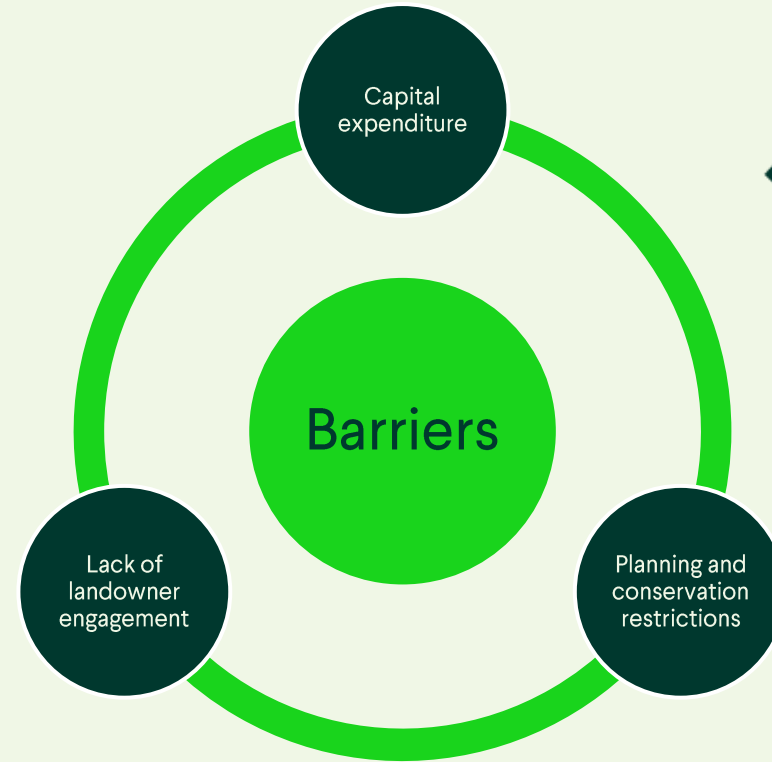 Capital
expenditure
Barriers
Lack of
landowner
engagement
Planning and
conservation
restrictions